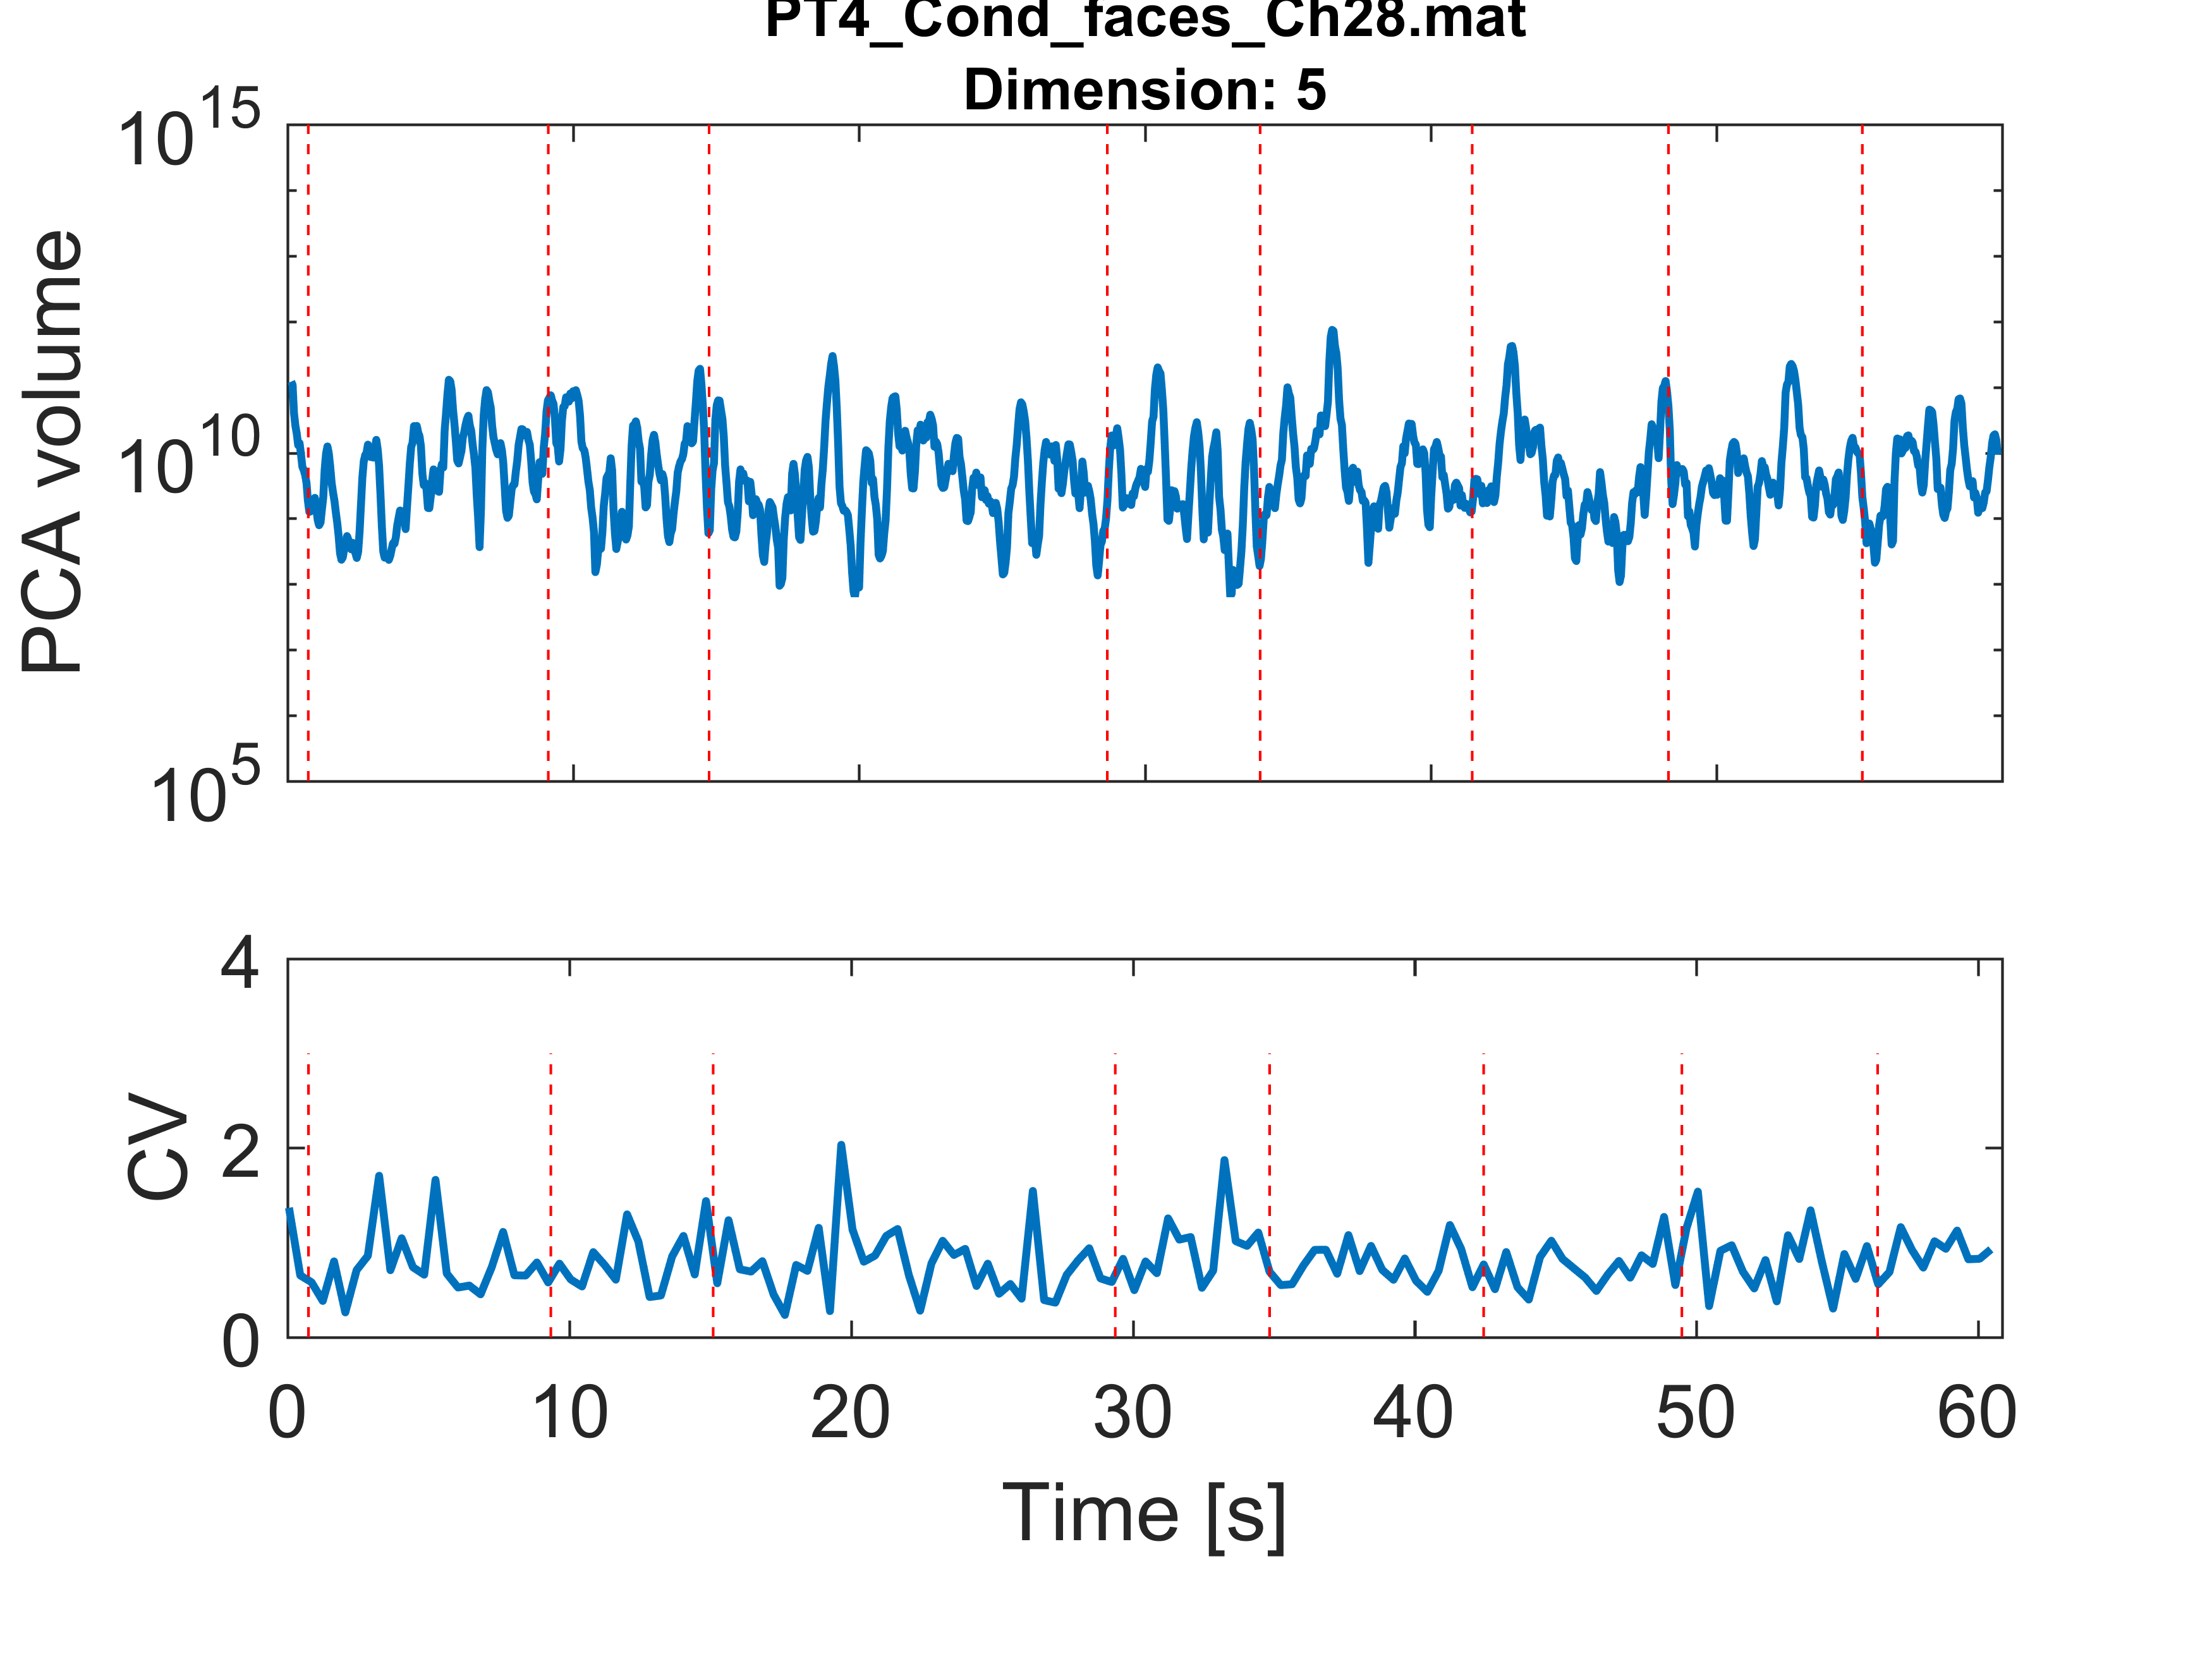 PT4_Cond_faces_Ch28.mat
Dimension: 5
10^15
10^10
10^5
PCA volume
4
2
0
CV
0 10 20 30 40 50 60
Time [s]